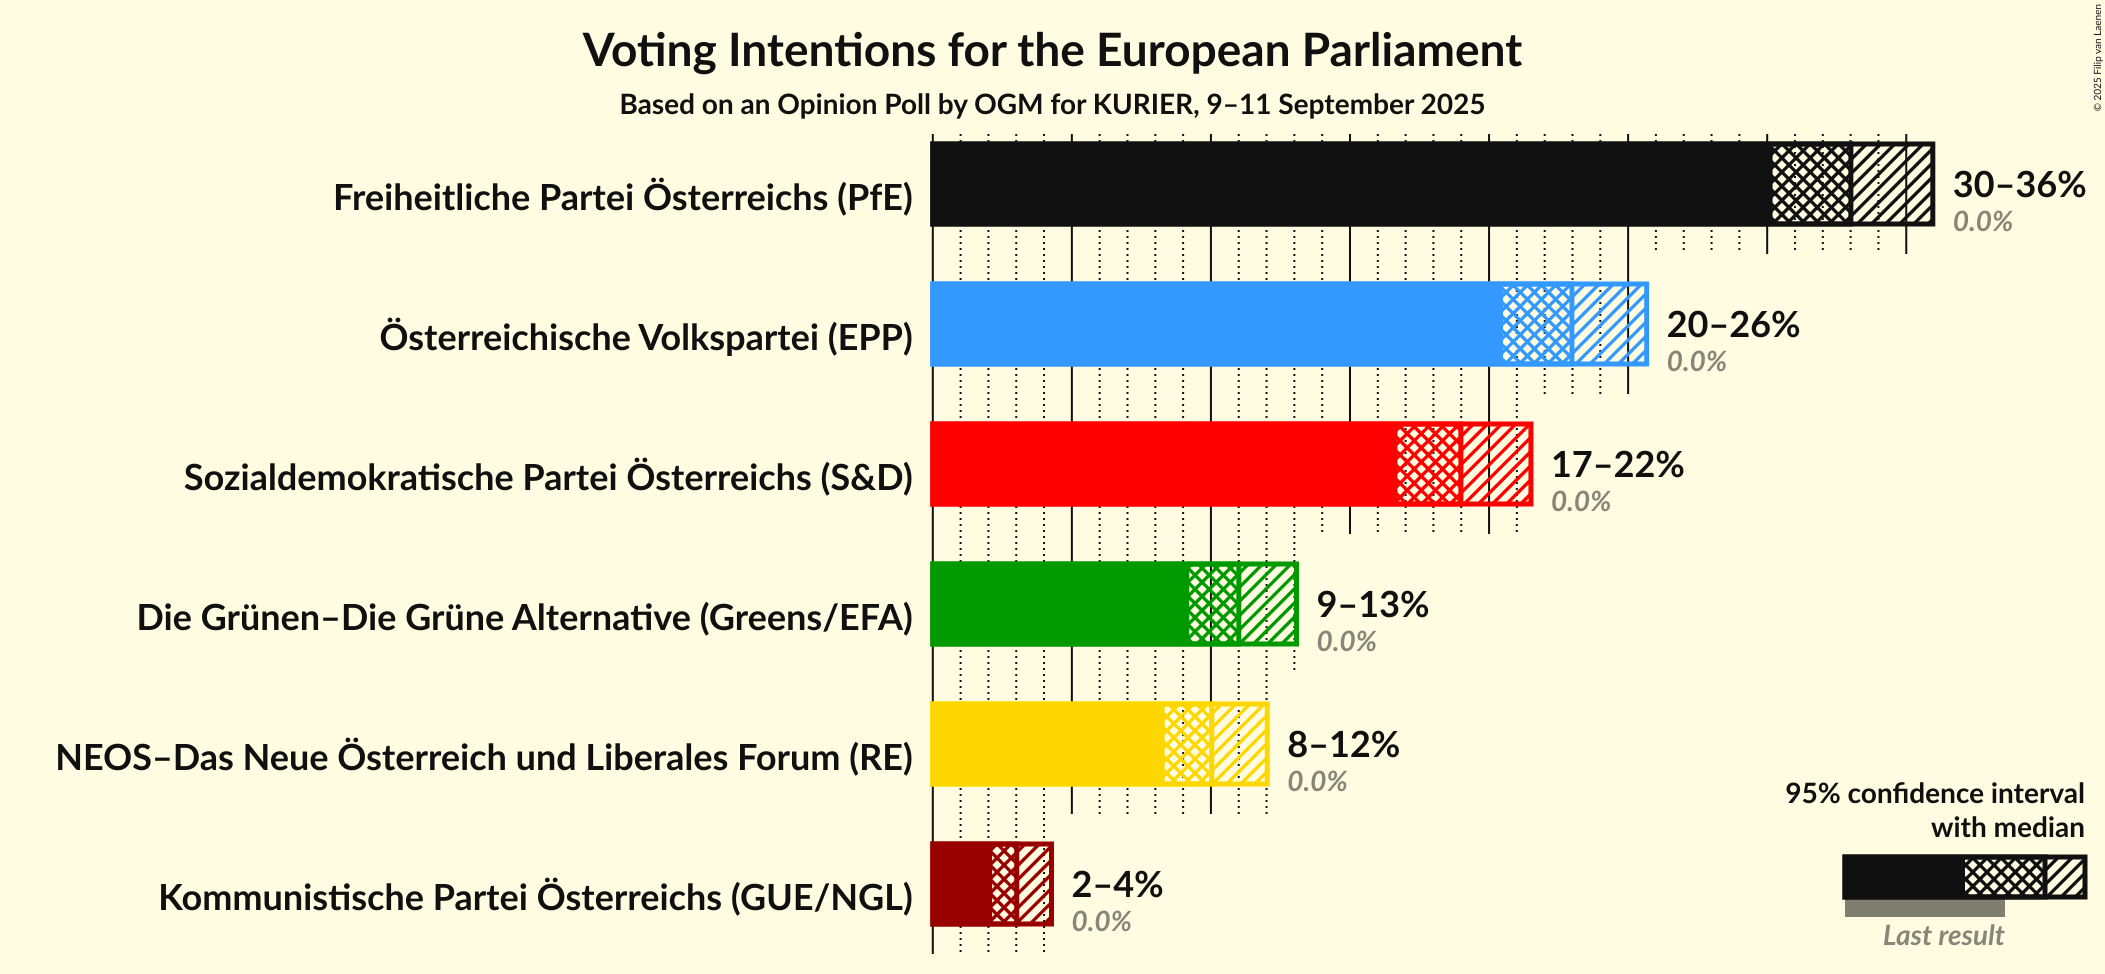 Voting Intentions for the European Parliament
Based on an Opinion Poll by OGM for KURIER, 9–11 September 2025
© 2025 Filip van Laenen
Freiheitliche Partei Österreichs (PfE)
30–36%
0.0%
Österreichische Volkspartei (EPP)
20–26%
0.0%
Sozialdemokratische Partei Österreichs (S&D)
17–22%
0.0%
Die Grünen–Die Grüne Alternative (Greens/EFA)
9–13%
0.0%
NEOS–Das Neue Österreich und Liberales Forum (RE)
8–12%
0.0%
Kommunistische Partei Österreichs (GUE/NGL)
2–4%
0.0%
95% confidence interval
with median
Last result